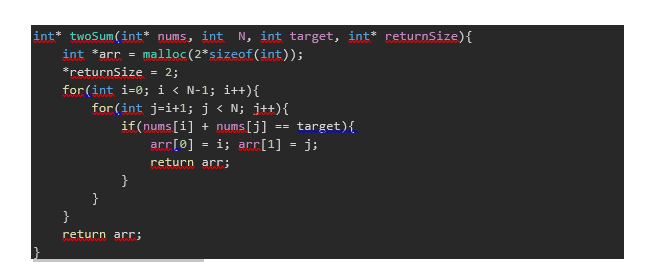 int* twoSum(int* nums, int  N, int target, int* returnSize){
    int *arr = malloc(2*sizeof(int));
    *returnSize = 2;
    for(int i=0; i < N-1; i++){
        for(int j=i+1; j < N; j++){
            if(nums[i] + nums[j] == target){
                arr[0] = i; arr[1] = j;
                return arr;
            }
        }
    }
    return arr;
}